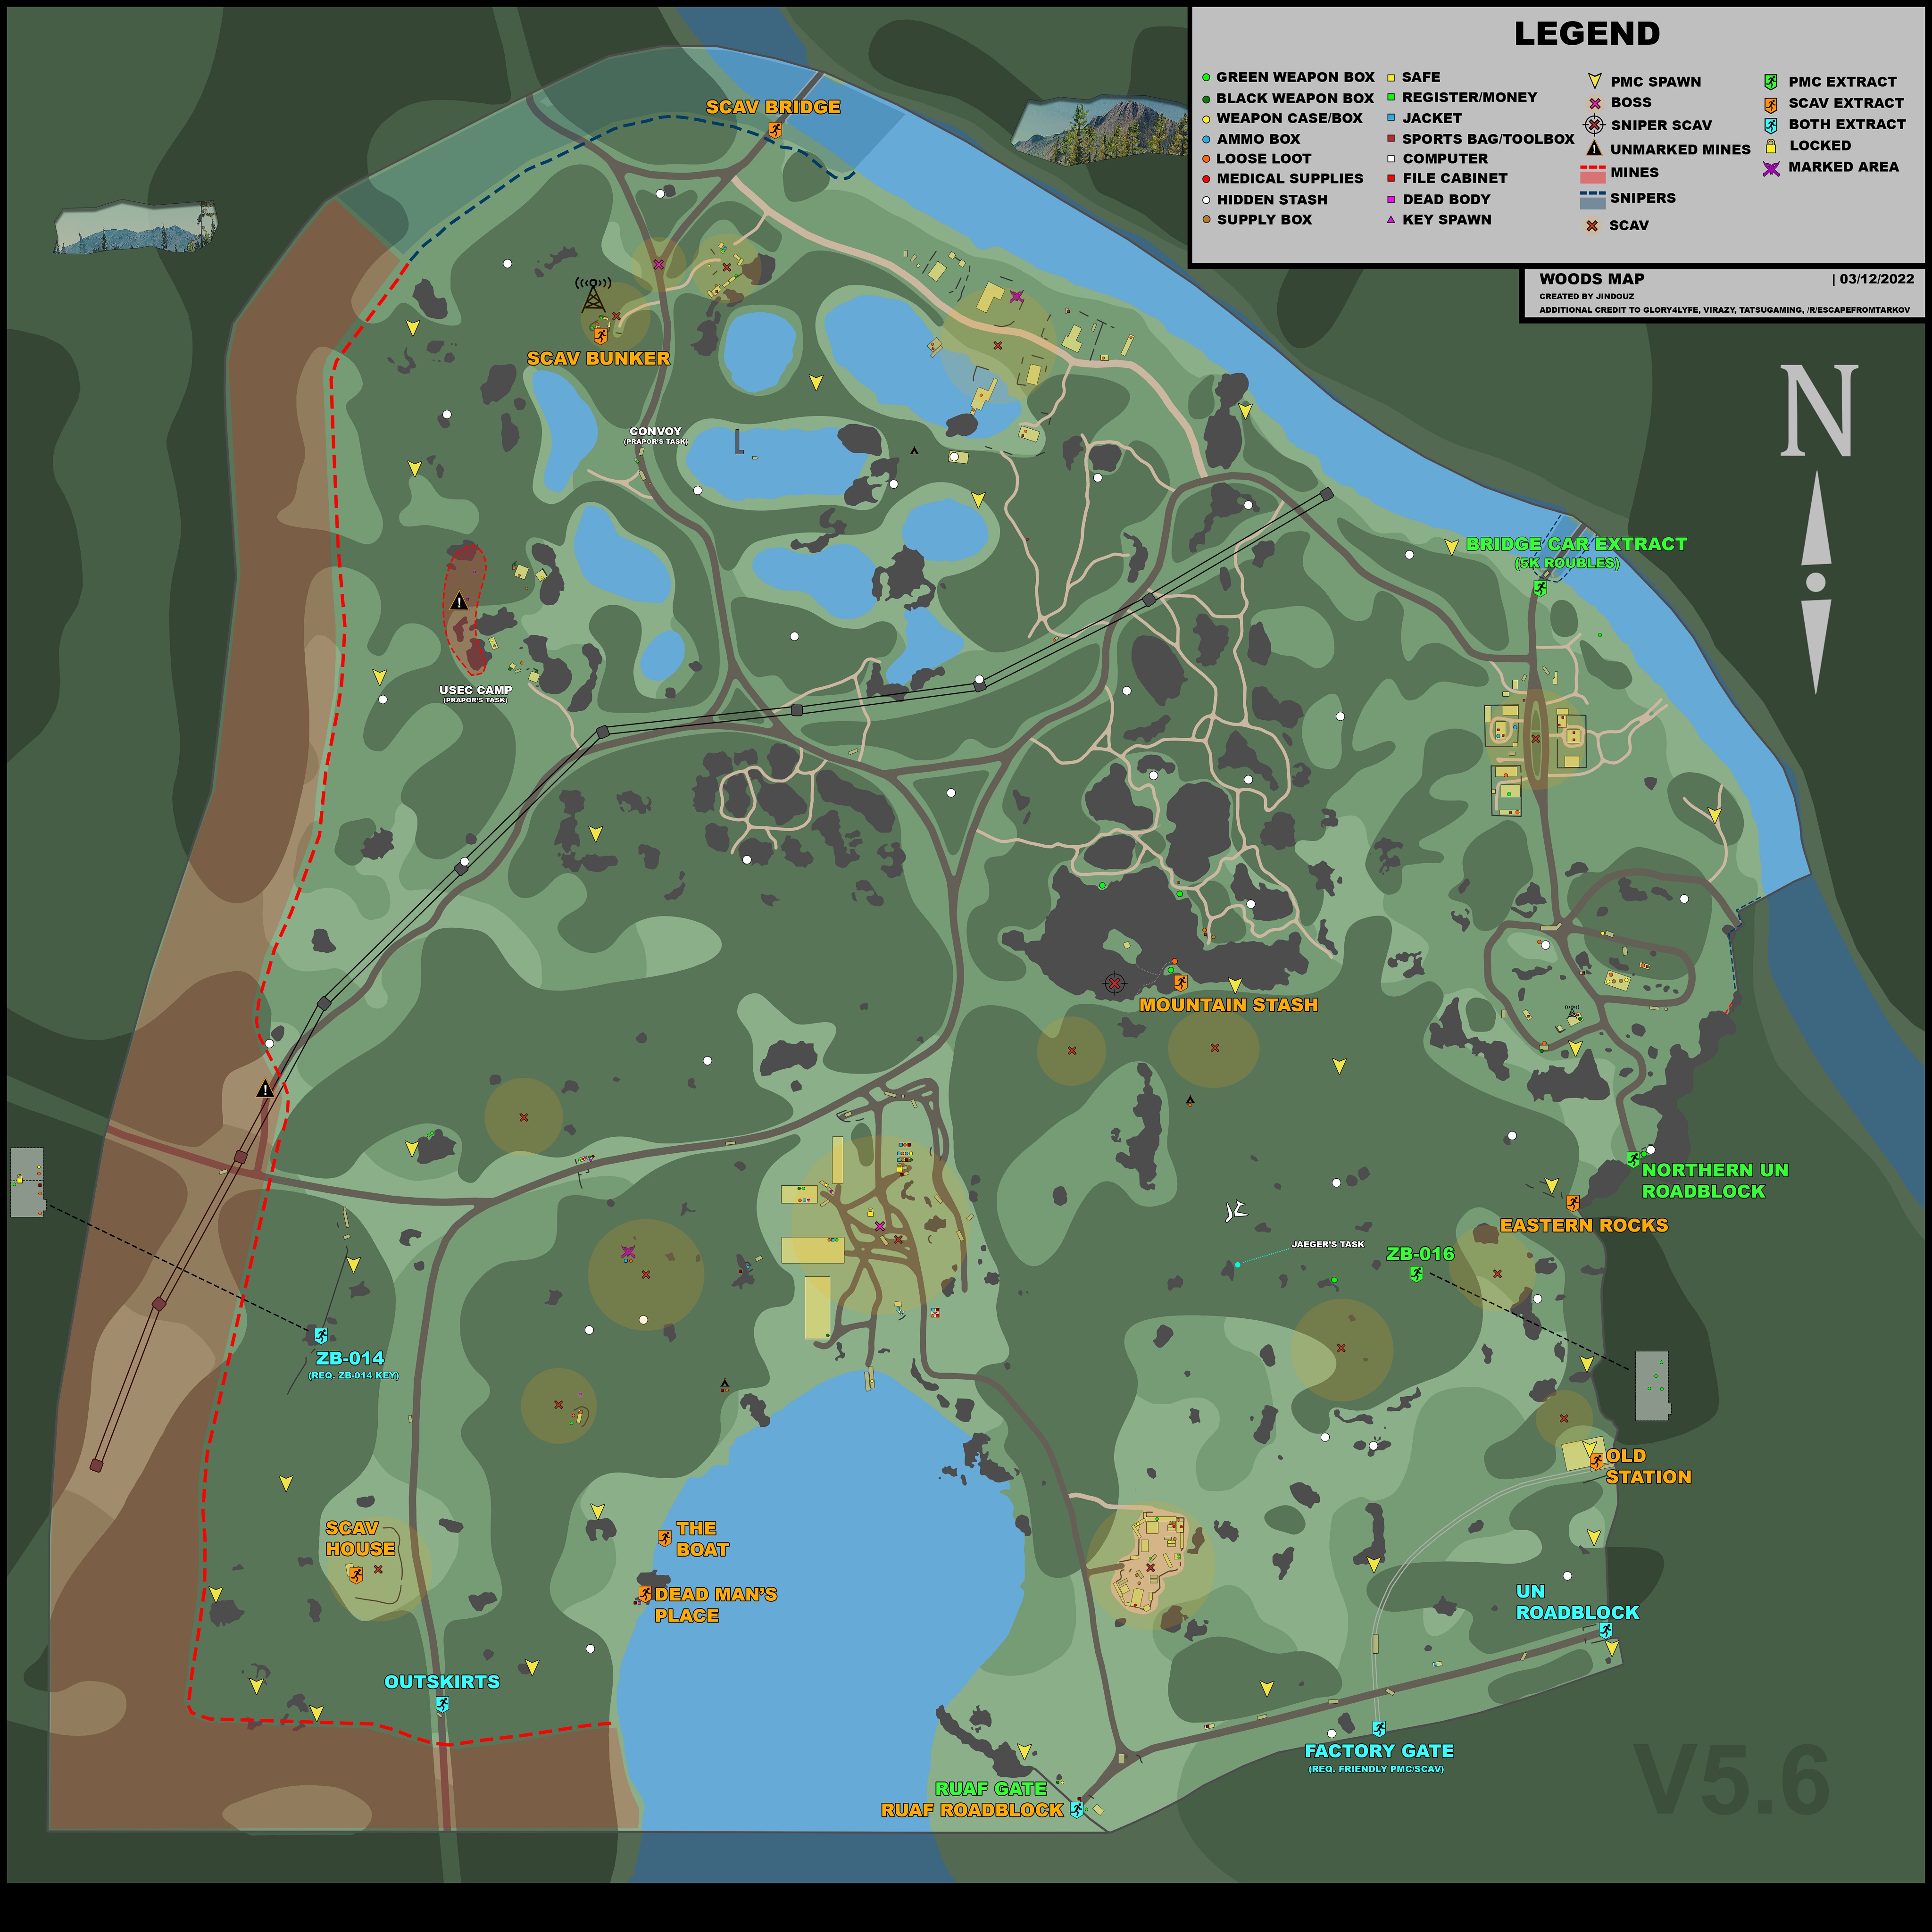 LEGEND
GREEN WEAPON BOX
BLACK WEAPON BOX
WEAPON CASE/BOX
AMMO BOX
LOOSE LOOT
MEDICAL SUPPLIES
HIDDEN STASH
SUPPLY BOX
SAFE
REGISTER/MONEY
JACKET
SPORTS BAG/TOOLBOX
COMPUTER
FILE CABINET
DEAD BODY
KEY SPAWN
PMC SPAWN
BOSS
SNIPER SCAV
UNMARKED MINES
MINES
SNIPERS
SCAV
PMC EXTRACT
SCAV EXTRACT
BOTH EXTRACT
LOCKED
MARKED AREA
WOODS MAP | 03/12/2022
CREATED BY JINDOUZ
ADDITIONAL CREDIT TO GLORY4LYFE, VIRAZY, TATSUGAMING, /R/ESCAPEFROMTARKOV
N
SCAV BRIDGE
SCAV BUNKER
CONVOY
(PRAPOR'S TASK)
BRIDGE CAR EXTRACT
(5K ROUBLES)
USEC CAMP
(PRAPOR'S TASK)
MOUNTAIN STASH
NORTHERN UN
ROADBLOCK
EASTERN ROCKS
JAEGER'S TASK
ZB-016
ZB-014
(REQ. ZB-014 KEY)
OLD
STATION
SCAV
HOUSE
THE
BOAT
DEAD MAN'S
PLACE
UN
ROADBLOCK
OUTSKIRTS
FACTORY GATE
(REQ. FRIENDLY PMC/SCAV)
RUAF GATE
RUAF ROADBLOCK
V5.6